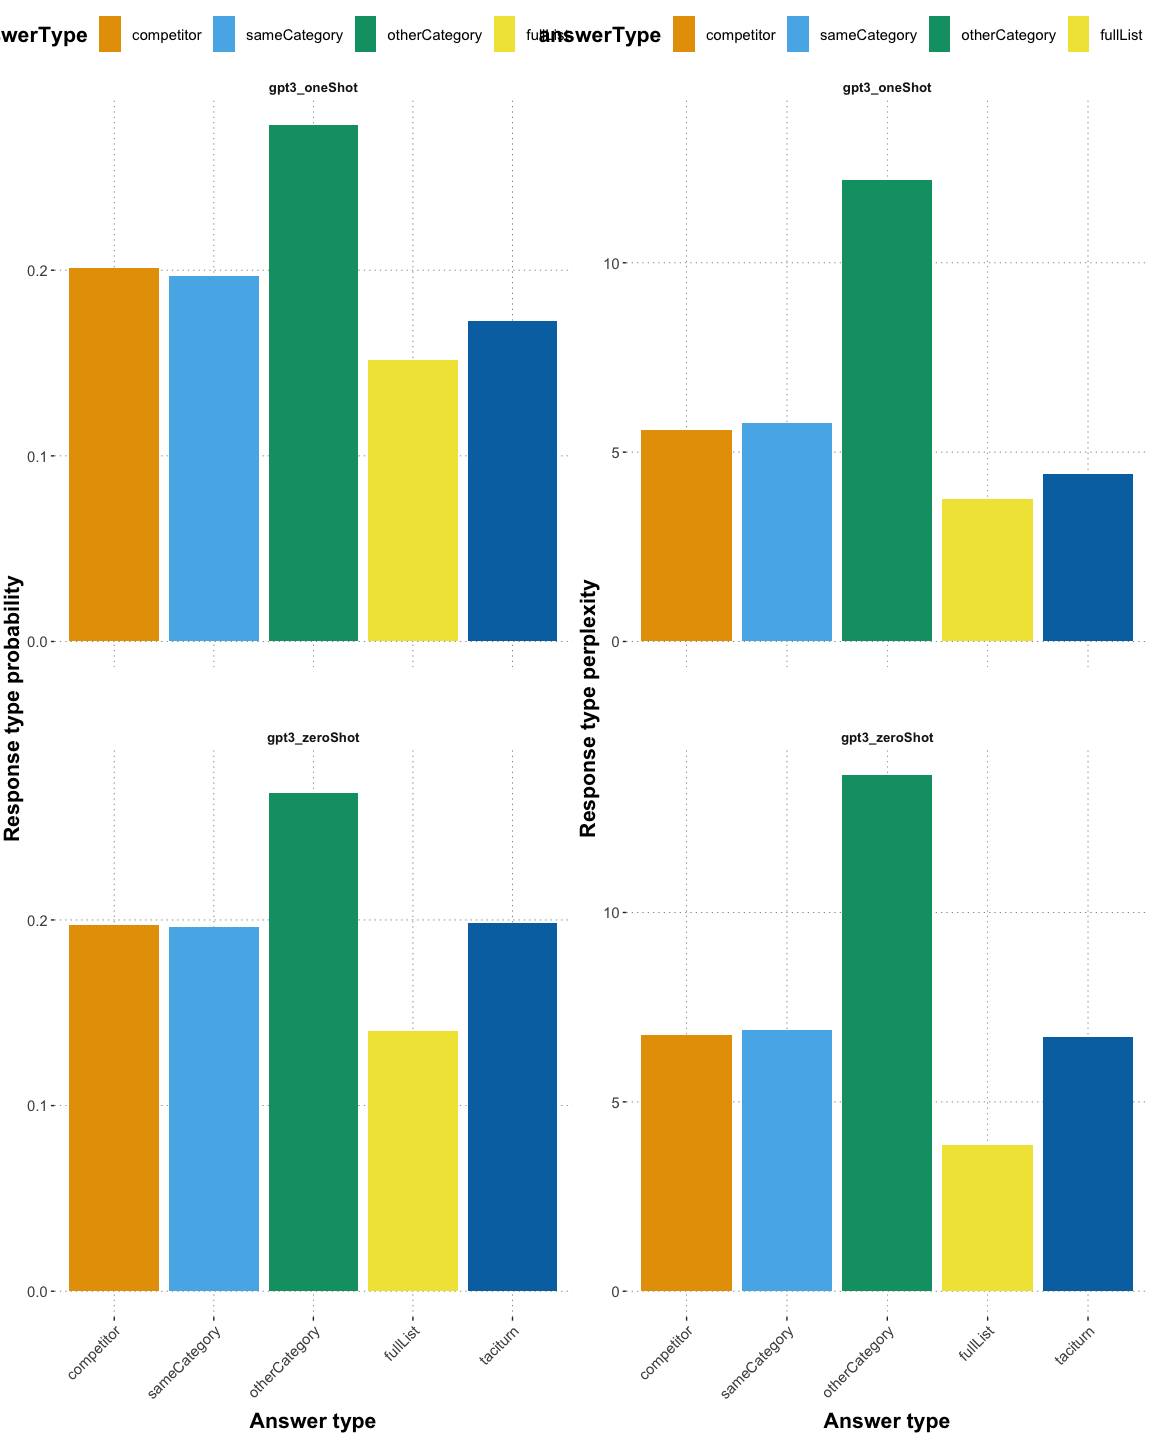 swerType competitor sameCategory otherCategory answerType competitor sameCategory otherCategory fullList
gpt3_oneShot
gpt3_oneShot
0.2
0.1
0.0
10
5
0
Response type probability
Response type perplexity
gpt3_zeroShot
gpt3_zeroShot
0.2
0.1
0.0
10
5
0
competitor
sameCategory
otherCategory
fullList
taciturn
competitor
sameCategory
otherCategory
fullList
taciturn
Answer type
Answer type